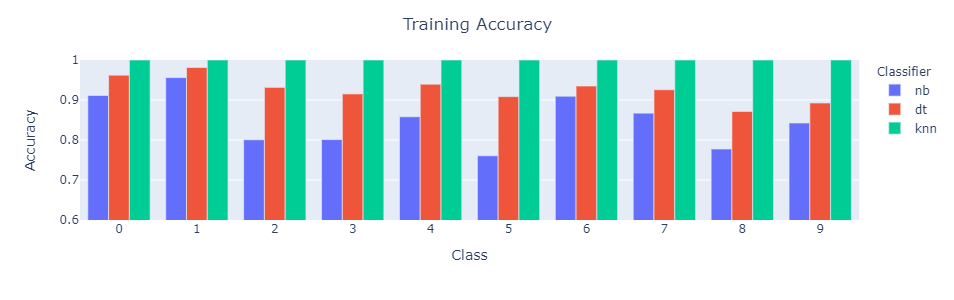 Training Accuracy
Accuracy
1
0.9
0.8
0.7
0.6
0 1 2 3 4 5 6 7 8 9
Class
Classifier
nb
dt
knn